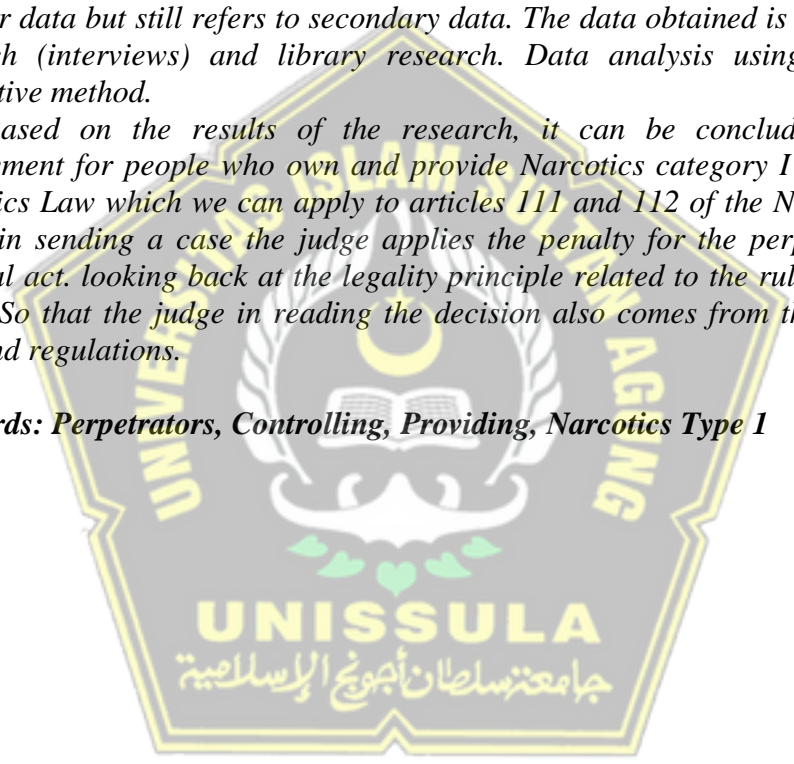 r data but still refers to secondary data. The data obtained is
h (interviews) and library research. Data analysis using
tive method.
ased on the results of the research, it can be conclud
ement for people who own and provide Narcotics category I
ics Law which we can apply to articles 111 and 112 of the N
in sending a case the judge applies the penalty for the perp
l act. looking back at the legality principle related to the rul
So that the judge in reading the decision also comes from th
nd regulations.
rds: Perpetrators, Controlling, Providing, Narcotics Type 1
UNIVERSITAS ISLAM SULTAN AGUNG
UNISSULA
جامعة سلطان أجونج الإسلامية